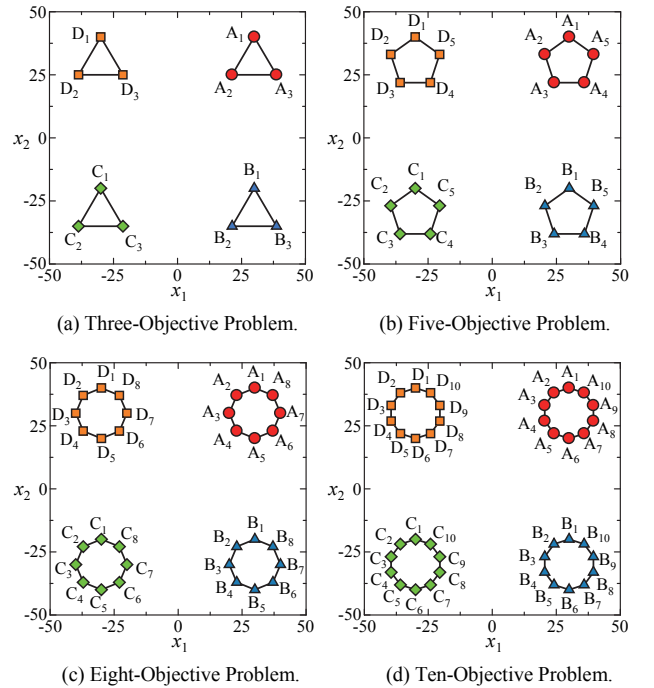 50
25
0
-25
-50
x2
D1
D2
D3
A1
A2
A3
C1
C2
C3
B1
B2
B3
-50 -25 0 25 50
x1
(a) Three-Objective Problem.
50
25
0
-25
-50
x2
D1
D2
D5
D3
D4
A1
A2
A5
A3
A4
C1
C2
C5
C3
C4
B1
B2
B5
B3
B4
-50 -25 0 25 50
x1
(b) Five-Objective Problem.
50
25
0
-25
-50
x2
D1
D2
D8
D3
D7
D4
D6
D5
A1
A2
A8
A3
A7
A4
A6
A5
C1
C2
C8
C3
C7
C4
C6
C5
B1
B2
B8
B3
B7
B4
B6
B5
-50 -25 0 25 50
x1
(c) Eight-Objective Problem.
50
25
0
-25
-50
x2
D1
D2
D10
D3
D9
D4
D8
D5
D7
D6
A1
A2
A10
A3
A9
A4
A8
A5
A7
A6
C1
C2
C10
C3
C9
C4
C8
C5
C7
C6
B1
B2
B10
B3
B9
B4
B8
B5
B7
B6
-50 -25 0 25 50
x1
(d) Ten-Objective Problem.